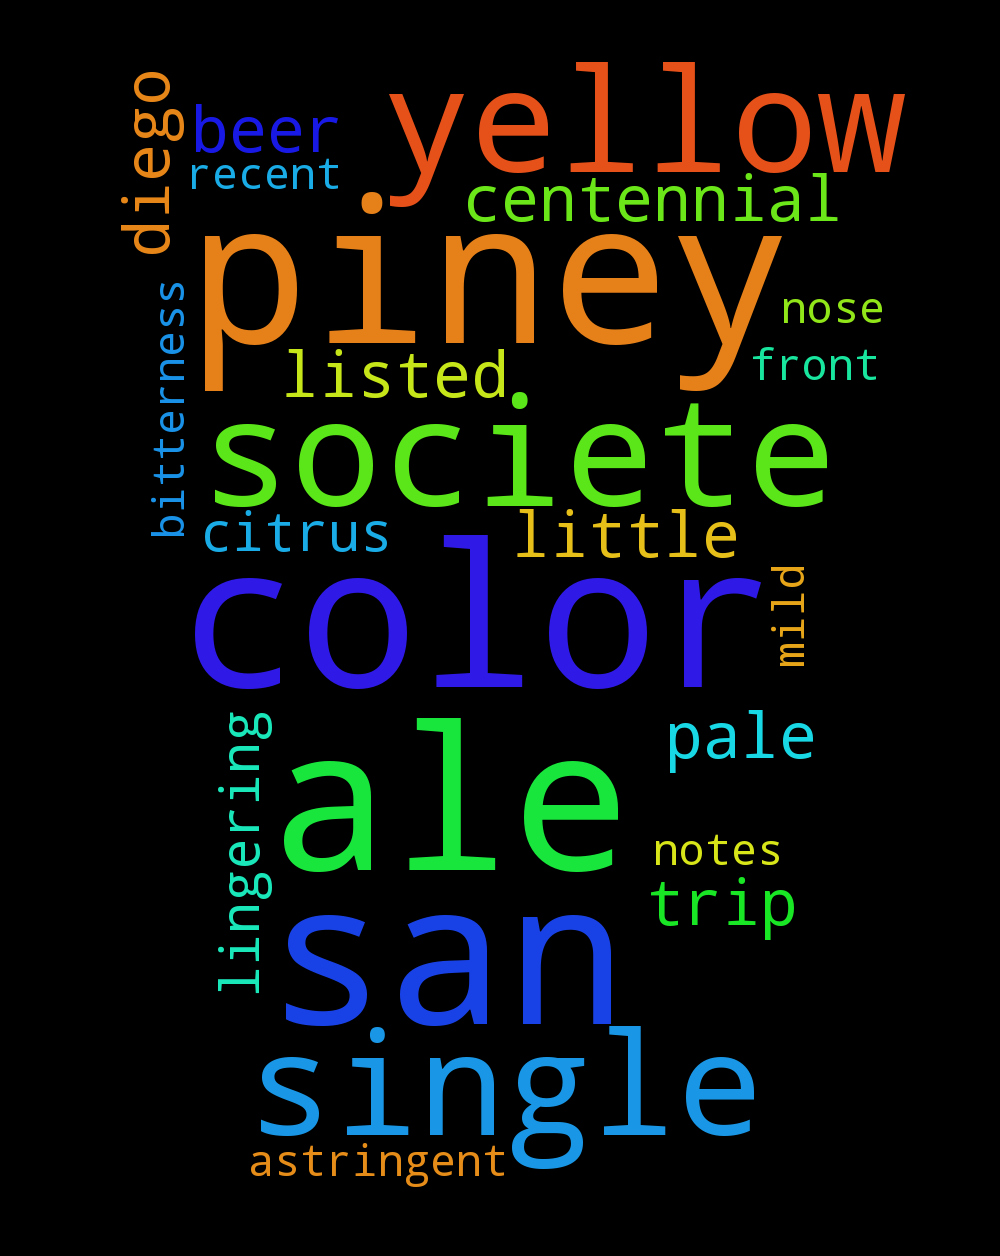 yellow
diego
beer
recent
centennial
piney
nose
bitterness
front
listed
societe
citrus
little
color
mild
lingering
pale
ale
notes
trip
san
single
astringent